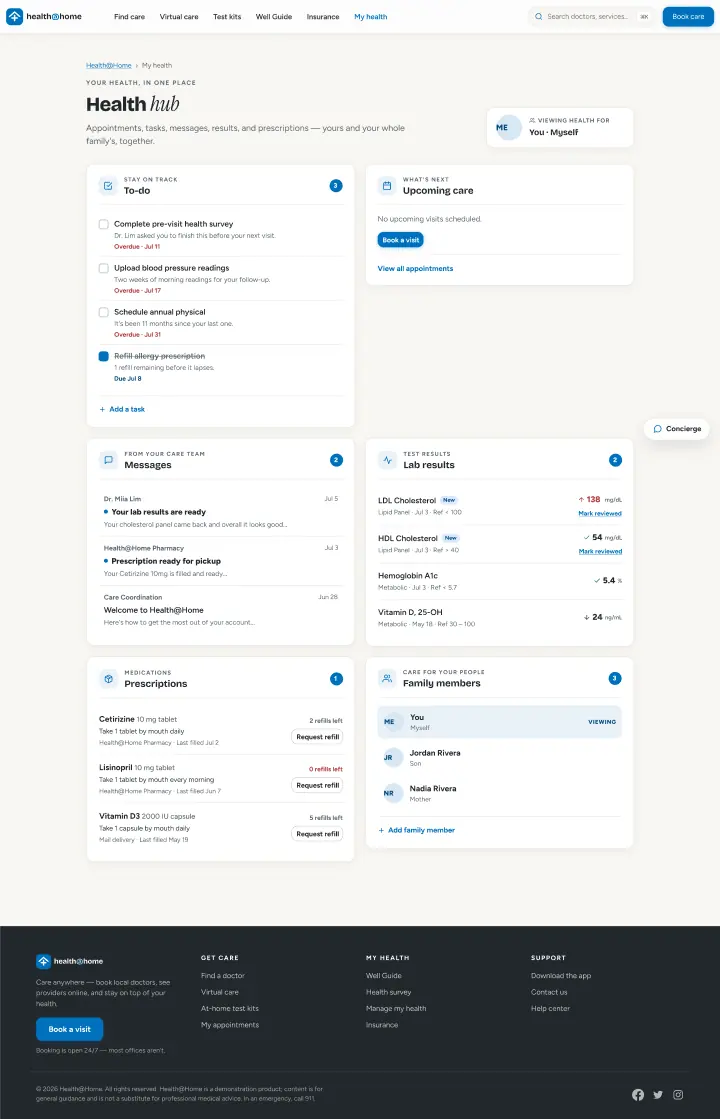 health@home
Find care
Virtual care
Test kits
Well Guide
Insurance
My health
Search doctors, services...
⌘K
Book care
Health@Home › My health
YOUR HEALTH, IN ONE PLACE
Health hub
Appointments, tasks, messages, results, and prescriptions — yours and your whole
family's, together.
ME
VIEWING HEALTH FOR
You · Myself
STAY ON TRACK
To-do
3
Complete pre-visit health survey
Dr. Lim asked you to finish this before your next visit.
Overdue · Jul 11
Upload blood pressure readings
Two weeks of morning readings for your follow-up.
Overdue · Jul 17
Schedule annual physical
It's been 11 months since your last one.
Overdue · Jul 31
Refill allergy prescription
1 refill remaining before it lapses.
Due Jul 8
+ Add a task
WHAT'S NEXT
Upcoming care
No upcoming visits scheduled.
Book a visit
View all appointments
Concierge
FROM YOUR CARE TEAM
Messages
2
Dr. Miia Lim
Jul 5
Your lab results are ready
Your cholesterol panel came back and overall it looks good...
Health@Home Pharmacy
Jul 3
Prescription ready for pickup
Your Cetirizine 10mg is filled and ready...
Care Coordination
Jun 28
Welcome to Health@Home
Here's how to get the most out of your account...
TEST RESULTS
Lab results
2
LDL Cholesterol New
↑ 138 mg/dL
Lipid Panel · Jul 3 · Ref < 100
Mark reviewed
HDL Cholesterol New
✓ 54 mg/dL
Lipid Panel · Jul 3 · Ref > 40
Mark reviewed
Hemoglobin A1c
✓ 5.4 %
Metabolic · Jul 3 · Ref < 5.7
Vitamin D, 25-OH
↓ 24 ng/mL
Metabolic · May 18 · Ref 30 – 100
MEDICATIONS
Prescriptions
1
Cetirizine 10 mg tablet
2 refills left
Take 1 tablet by mouth daily
Request refill
Health@Home Pharmacy · Last filled Jul 2
Lisinopril 10 mg tablet
0 refills left
Take 1 tablet by mouth every morning
Request refill
Health@Home Pharmacy · Last filled Jun 7
Vitamin D3 2000 IU capsule
5 refills left
Take 1 capsule by mouth daily
Request refill
Mail delivery · Last filled May 19
CARE FOR YOUR PEOPLE
Family members
3
ME
You
Myself
VIEWING
JR
Jordan Rivera
Son
NR
Nadia Rivera
Mother
+ Add family member
health@home
Care anywhere — book local doctors, see
providers online, and stay on top of your
health.
Book a visit
Booking is open 24/7 — most offices aren't.
GET CARE
Find a doctor
Virtual care
At-home test kits
My appointments
MY HEALTH
Well Guide
Health survey
Manage my health
Insurance
SUPPORT
Download the app
Contact us
Help center
© 2026 Health@Home. All rights reserved. Health@Home is a demonstration product; content is for
general guidance and is not a substitute for professional medical advice. In an emergency, call 911.